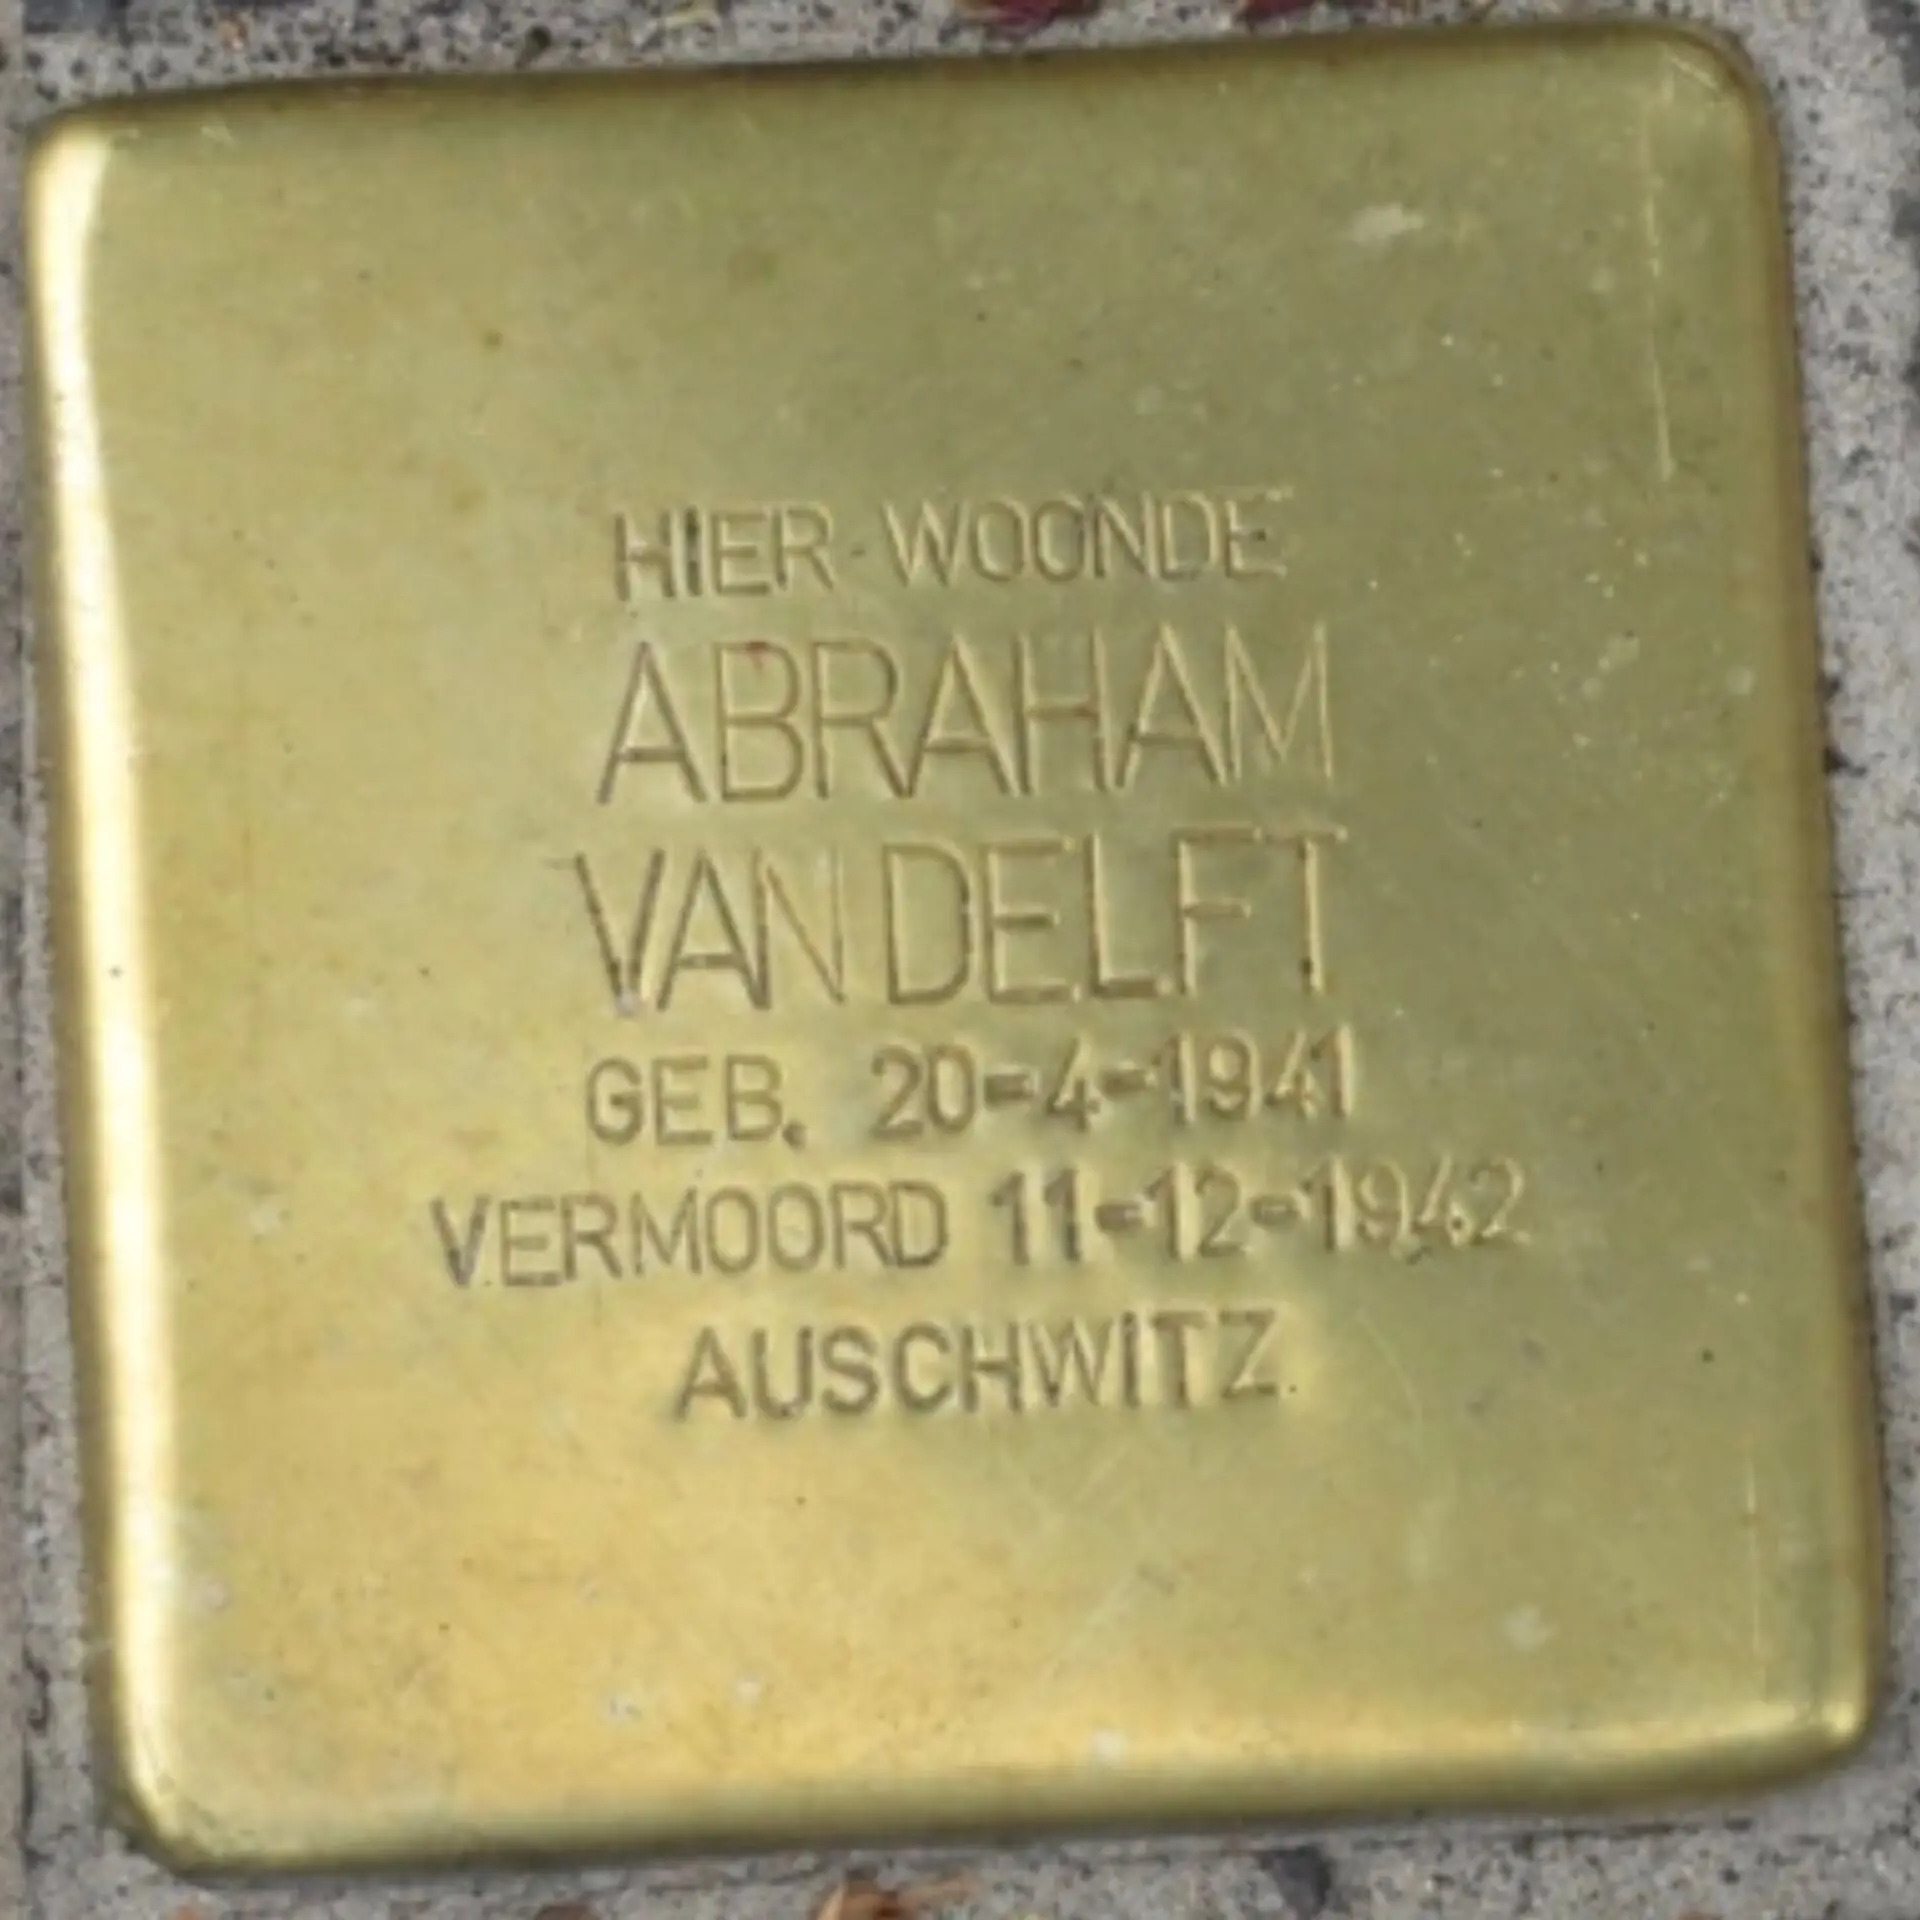 HIER WOONDE
ABRAHAM
VAN DELFT
GEB. 20-4-1941
VERMOORD 11-12-1942
AUSCHWITZ